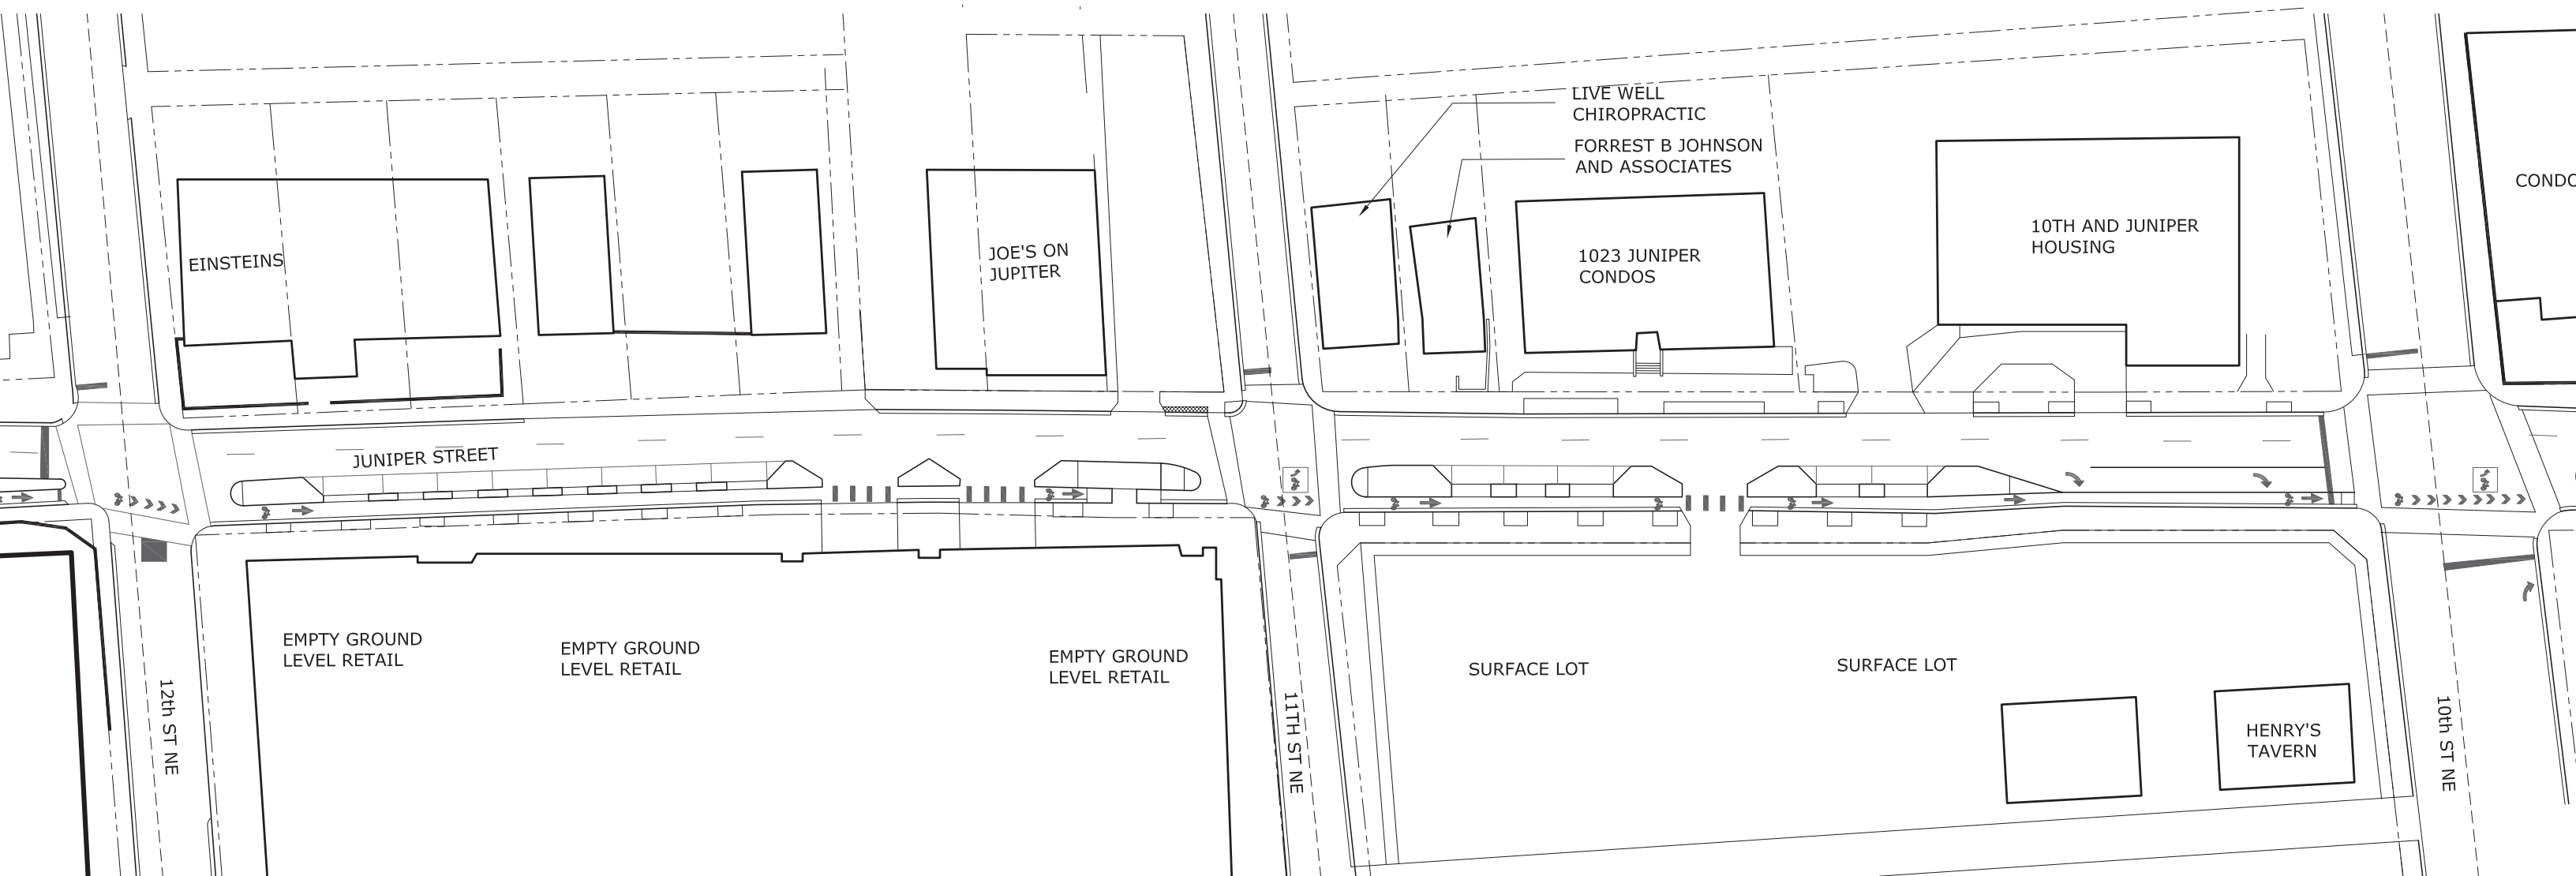 LIVE WELL
CHIROPRACTIC
FORREST B JOHNSON
AND ASSOCIATES
EINSTEINS
JOE'S ON
JUPITER
1023 JUNIPER
CONDOS
10TH AND JUNIPER
HOUSING
CONDO
JUNIPER STREET
EMPTY GROUND
LEVEL RETAIL
EMPTY GROUND
LEVEL RETAIL
EMPTY GROUND
LEVEL RETAIL
SURFACE LOT
SURFACE LOT
HENRY'S
TAVERN
12th ST NE
11TH ST NE
10th ST NE